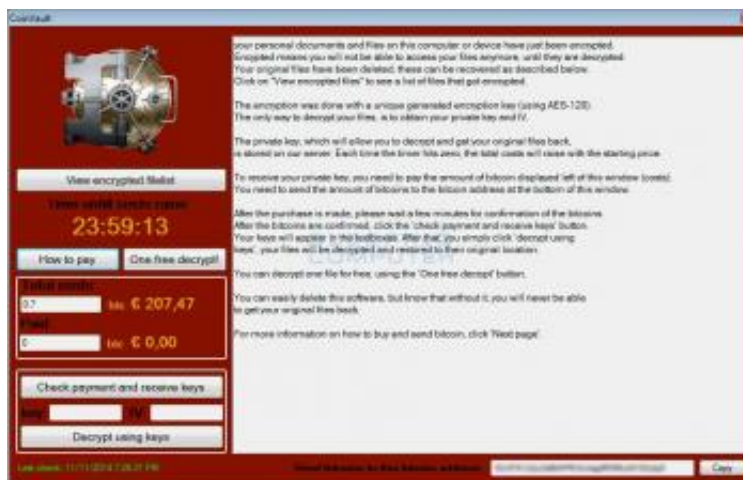 CoinVault
your personal documents and files on this computer or device have just been encrypted.
Encrypted means you will not be able to access your files anymore, until they are decrypted.
Your original files have been deleted, these can be recovered as described below.
Click on "View encrypted files" to see a list of files that got encrypted.
The encryption was done with a unique generated encryption key (using AES-128).
The only way to decrypt your files, is to obtain your private key and IV.
The private key, which will allow you to decrypt and get your original files back,
is stored on our server. Each time the timer hits zero, the total costs will raise with the starting price.
To receive your private key, you need to pay the amount of bitcoin displayed left of this window (costs).
You need to send the amount of bitcoins to the bitcoin address at the bottom of this window.
After the purchase is made, please wait a few minutes for confirmation of the bitcoins.
After the bitcoins are confirmed, click the 'check payment and receive keys' button.
Your keys will appear in the textboxes. After that, you simply click 'decrypt using
keys', your files will be decrypted and restored to their original location.
You can decrypt one file for free, using the 'One free decrypt' button.
You can easily delete this software, but know that without it, you will never be able
to get your original files back.
For more information on how to buy and send bitcoin, click 'Next page'.
View encrypted filelist
23:59:13
How to pay
One free decrypt!
Total costs:
0.7 btc € 207,47
Paid:
0 btc € 0,00
Check payment and receive keys
Key: IV:
Decrypt using keys
COMPUTER
Copy